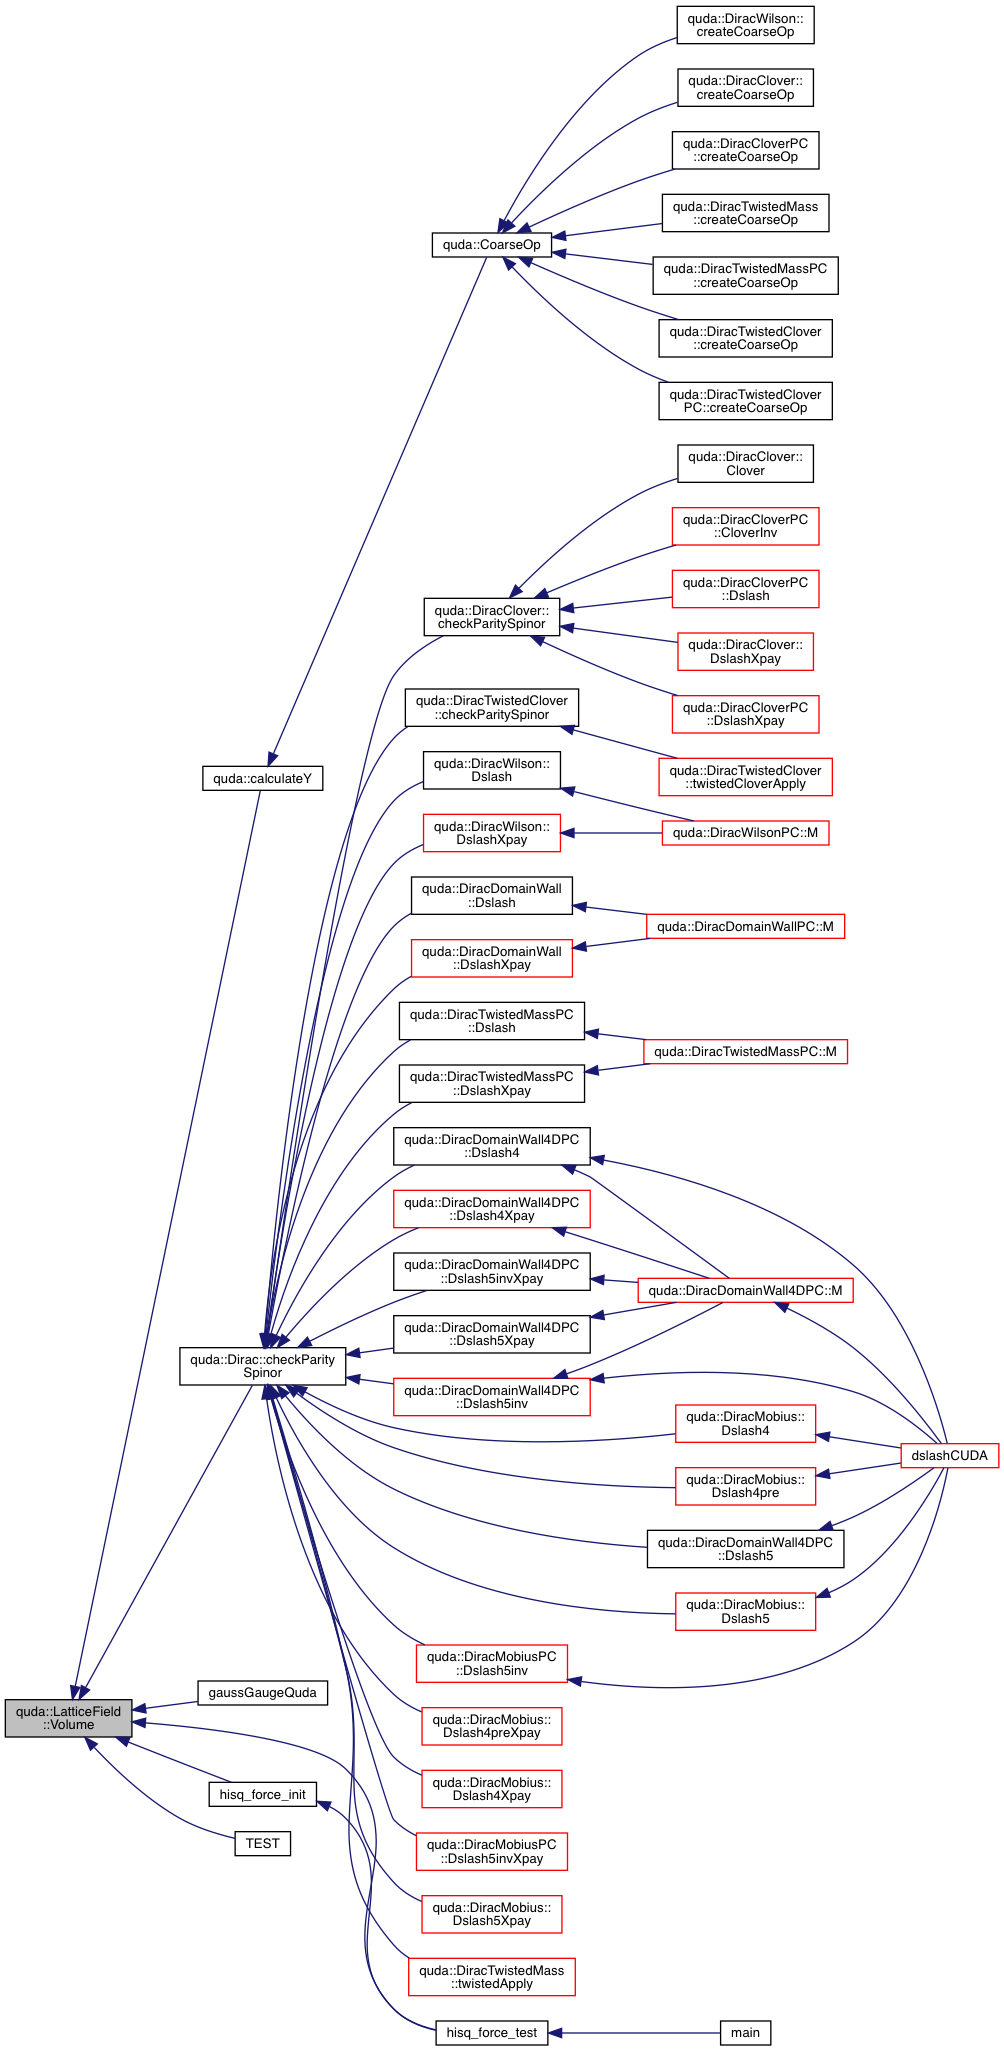 quda::DiracWilson::
createCoarseOp
quda::DiracClover::
createCoarseOp
quda::DiracCloverPC
::createCoarseOp
quda::DiracTwistedMass
::createCoarseOp
quda::CoarseOp
quda::DiracTwistedMassPC
::createCoarseOp
quda::DiracTwistedClover
::createCoarseOp
quda::DiracTwistedClover
PC::createCoarseOp
quda::DiracClover::
Clover
quda::DiracCloverPC
::CloverInv
quda::DiracCloverPC
::Dslash
quda::DiracClover::
checkParitySpinor
quda::DiracClover::
DslashXpay
quda::DiracCloverPC
::DslashXpay
quda::DiracTwistedClover
::checkParitySpinor
quda::DiracTwistedClover
::twistedCloverApply
quda::calculateY
quda::DiracWilson::
Dslash
quda::DiracWilson::
DslashXpay
quda::DiracWilsonPC::M
quda::DiracDomainWall
::Dslash
quda::DiracDomainWallPC::M
quda::DiracDomainWall
::DslashXpay
quda::DiracTwistedMassPC
::Dslash
quda::DiracTwistedMassPC::M
quda::DiracTwistedMassPC
::DslashXpay
quda::DiracDomainWall4DPC
::Dslash4
quda::DiracDomainWall4DPC
::Dslash4Xpay
quda::DiracDomainWall4DPC
::Dslash5invXpay
quda::DiracDomainWall4DPC::M
quda::DiracDomainWall4DPC
::Dslash5Xpay
quda::Dirac::checkParity
Spinor
quda::DiracDomainWall4DPC
::Dslash5inv
quda::DiracMobius::
Dslash4
dslashCUDA
quda::DiracMobius::
Dslash4pre
quda::DiracDomainWall4DPC
::Dslash5
quda::DiracMobius::
Dslash5
quda::DiracMobiusPC
::Dslash5inv
gaussGaugeQuda
quda::LatticeField
::Volume
quda::DiracMobius::
Dslash4preXpay
hisq_force_init
quda::DiracMobius::
Dslash4Xpay
TEST
quda::DiracMobiusPC
::Dslash5invXpay
quda::DiracMobius::
Dslash5Xpay
quda::DiracTwistedMass
::twistedApply
hisq_force_test
main